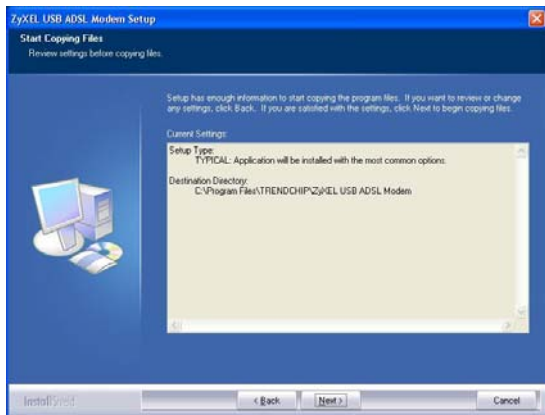 ZyXEL USB ADSL Modem Setup
Start Copying Files
Review settings before copying files.
Setup has enough information to start copying the program files. If you want to review or change
any settings, click Back. If you are satisfied with the settings, click Next to begin copying files.
Current Settings:
Setup Type:
TYPICAL: Application will be installed with the most common options.
Destination Directory:
C:\Program Files\TRENDCHIP\ZyXEL USB ADSL Modem
InstallShield
< Back
Next >
Cancel